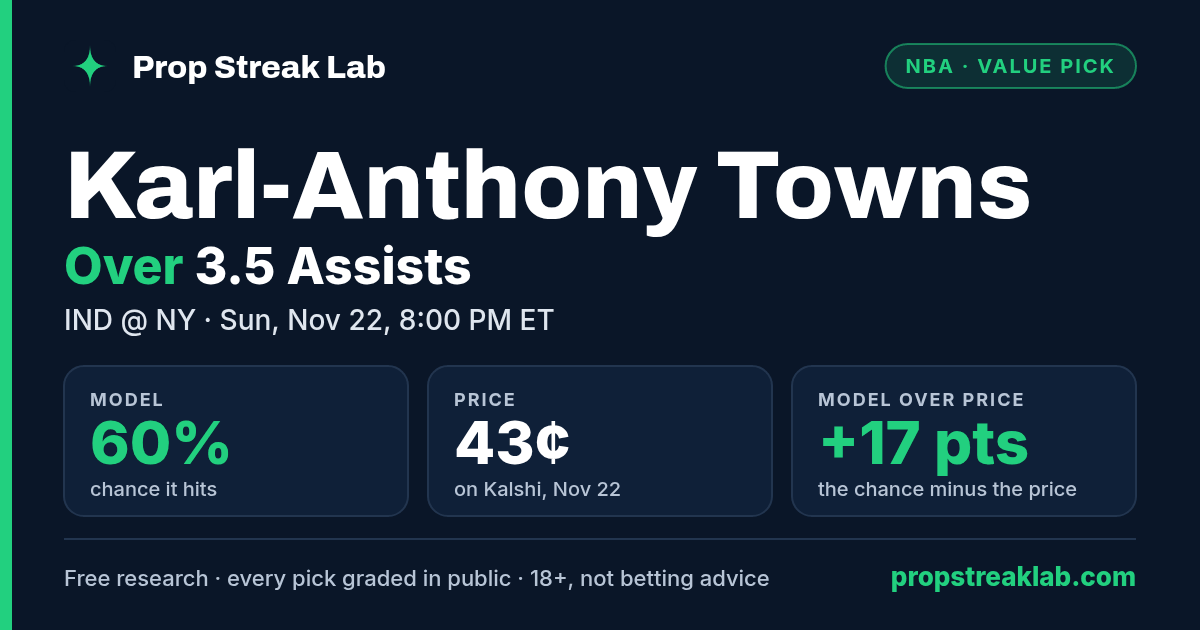 Prop Streak Lab
NBA · VALUE PICK
Karl-Anthony Towns
Over 3.5 Assists
IND @ NY · Sun, Nov 22, 8:00 PM ET
MODEL
60%
chance it hits
PRICE
43¢
on Kalshi, Nov 22
MODEL OVER PRICE
+17 pts
the chance minus the price
Free research · every pick graded in public · 18+, not betting advice
propstreaklab.com